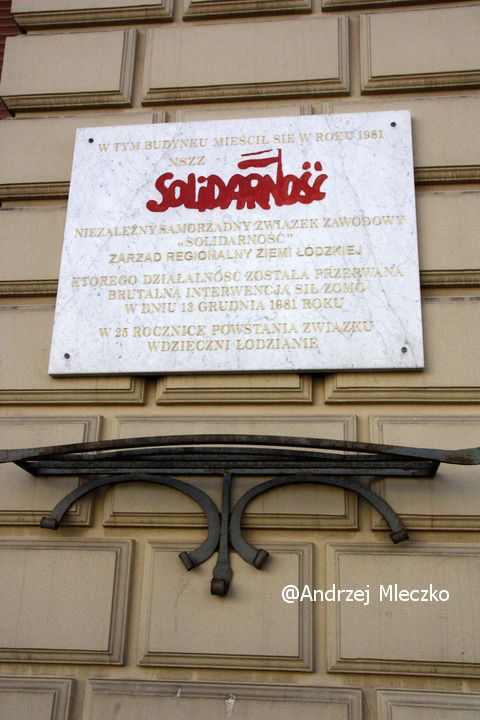 W TYM BUDYNKU MIEŚCIŁ SIĘ W ROKU 1981
NSZZ
SOLIDARNOŚĆ
NIEZALEŻNY SAMORZĄDNY ZWIĄZEK ZAWODOWY
„SOLIDARNOŚĆ"
ZARZĄD REGIONALNY ZIEMI ŁÓDZKIEJ
KTÓREGO DZIAŁALNOŚĆ ZOSTAŁA PRZERWANA
BRUTALNĄ INTERWENCJĄ SIŁ ZOMO
W DNIU 13 GRUDNIA 1981 ROKU
W 25 ROCZNICĘ POWSTANIA ZWIĄZKU
WDZIĘCZNI ŁODZIANIE
@Andrzej Mleczko